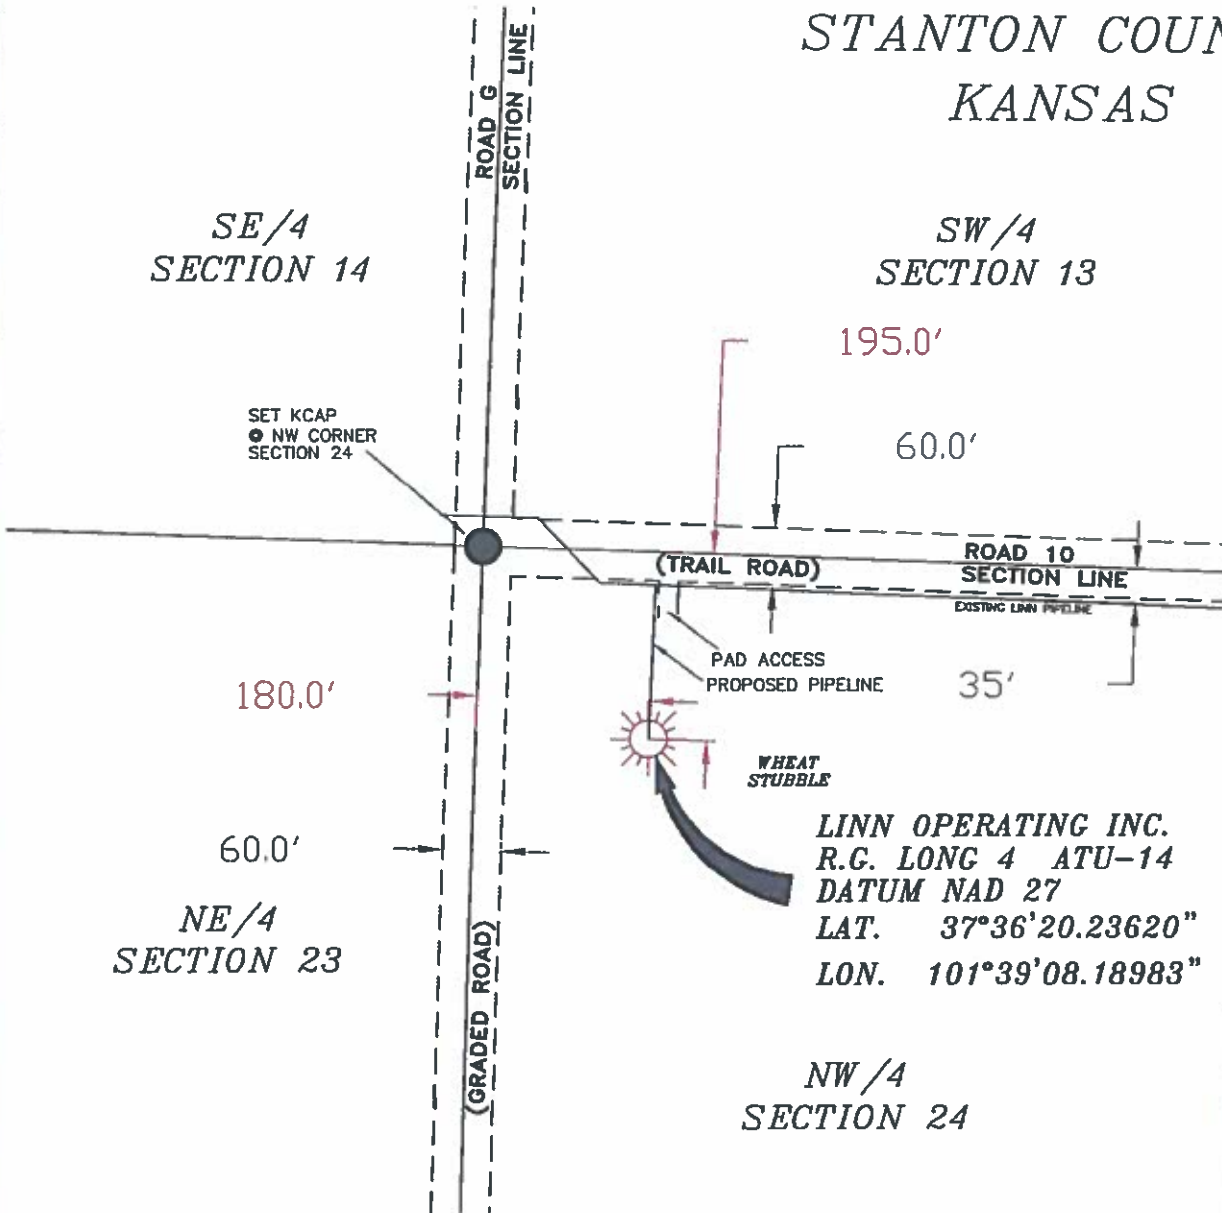 STANTON COUN
KANSAS
ROAD G
SECTION LINE
SE/4
SECTION 14
SW/4
SECTION 13
195.0'
SET KCAP
@ NW CORNER
SECTION 24
60.0'
(TRAIL ROAD)
ROAD 10
SECTION LINE
EXISTING LINN PIPELINE
PAD ACCESS
PROPOSED PIPELINE
35'
180.0'
WHEAT
STUBBLE
60.0'
LINN OPERATING INC.
R.G. LONG 4 ATU-14
DATUM NAD 27
LAT. 37°36'20.23620"
LON. 101°39'08.18983"
NE/4
SECTION 23
(GRADED ROAD)
NW/4
SECTION 24